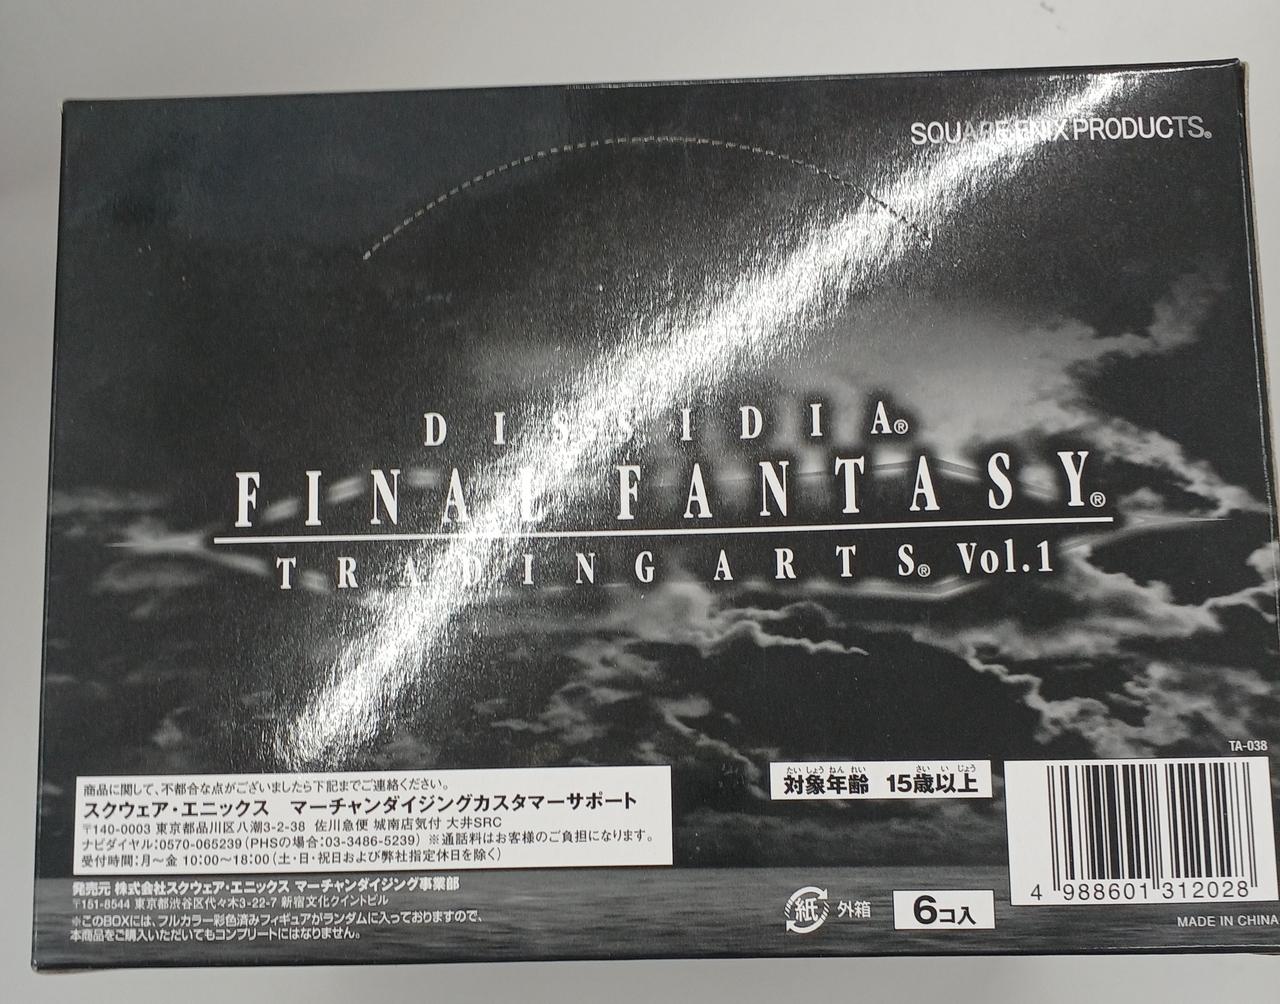 SQUARE ENIX PRODUCTS®
DISSIDIA®
FINAL FANTASY®
TRADING ARTS® Vol.1
TA-038
商品に関して、不都合な点がございましたら下記までご連絡ください。
スクウェア・エニックス マーチャンダイジングカスタマーサポート
〒140-0003 東京都品川区八潮3-2-38 佐川急便 城南店気付 大井SRC
ナビダイヤル:0570-065239(PHSの場合:03-3486-5239)※通話料はお客様のご負担になります。
受付時間:月〜金 10:00〜18:00(土・日・祝日および弊社指定休日を除く)
発売元 株式会社スクウェア・エニックス マーチャンダイジング事業部
〒151-8544 東京都渋谷区代々木3-22-7 新宿文化クイントビル
※このBOXには、フルカラー彩色済みフィギュアがランダムに入っておりますので、
本商品をご購入いただいてもコンプリートにはなりません。
たいしょうねんれい さいいじょう
対象年齢 15歳以上
紙 外箱
6コ入
4 988601 312028
MADE IN CHINA